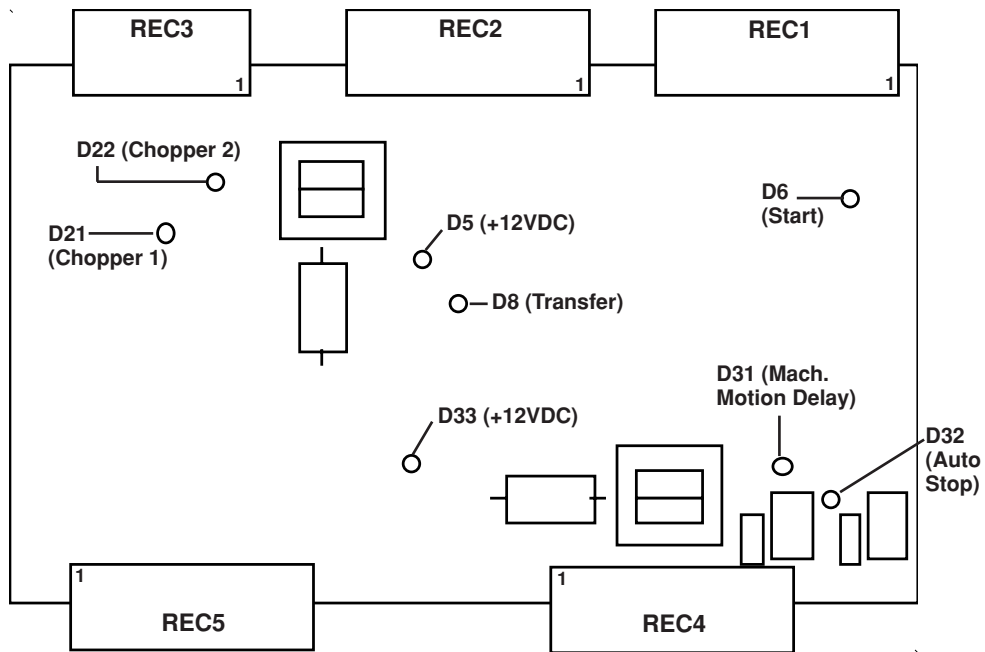 REC3
REC2
REC1
1
1
D22 (Chopper 2)
D6
(Start)
D21
(Chopper 1)
D5 (+12VDC)
D8 (Transfer)
D31 (Mach.
Motion Delay)
D33 (+12VDC)
D32
(Auto
Stop)
1
1
REC5
REC4